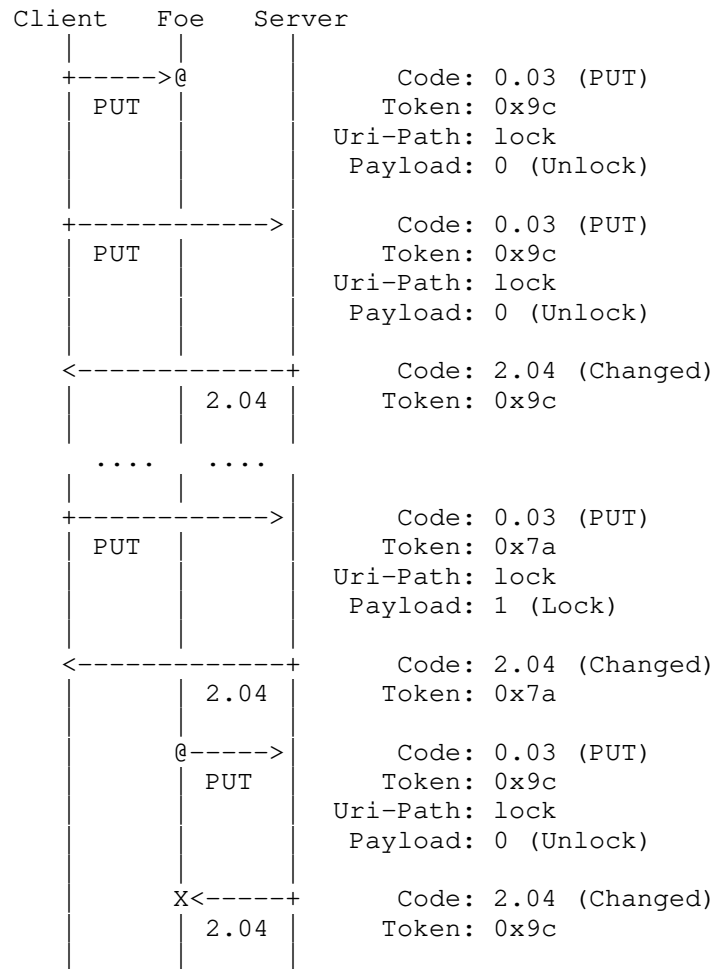 Client Foe Server
+----->@ Code: 0.03 (PUT)
PUT Token: 0x9c
Uri-Path: lock
Payload: 0 (Unlock)
+------------> Code: 0.03 (PUT)
PUT Token: 0x9c
Uri-Path: lock
Payload: 0 (Unlock)
<-------------+ Code: 2.04 (Changed)
2.04 Token: 0x9c
.... ....
+------------> Code: 0.03 (PUT)
PUT Token: 0x7a
Uri-Path: lock
Payload: 1 (Lock)
<-------------+ Code: 2.04 (Changed)
2.04 Token: 0x7a
@-----> Code: 0.03 (PUT)
PUT Token: 0x9c
Uri-Path: lock
Payload: 0 (Unlock)
X<-----+ Code: 2.04 (Changed)
2.04 Token: 0x9c